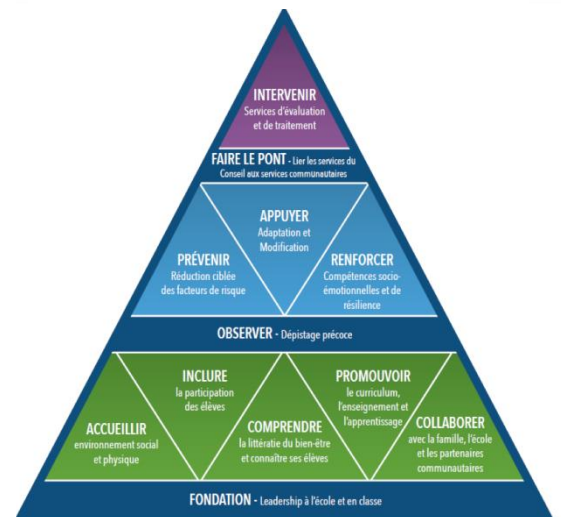 INTERVENIR
Services d'évaluation
et de traitement
FAIRE LE PONT - Lier les services du
Conseil aux services communautaires
APPUYER
Adaptation et
Modification
PRÉVENIR
Réduction ciblée
des facteurs de risque
RENFORCER
Compétences socio-
émotionnelles et de
résilience
OBSERVER - Dépistage précoce
ACCUEILLIR
environnement social
et physique
INCLURE
la participation
des élèves
COMPRENDRE
la littératie du bien-être
et connaître ses élèves
PROMOUVOIR
le curriculum,
l'enseignement et
l'apprentissage
COLLABORER
avec la famille, l'école
et les partenaires
communautaires
FONDATION - Leadership à l'école et en classe